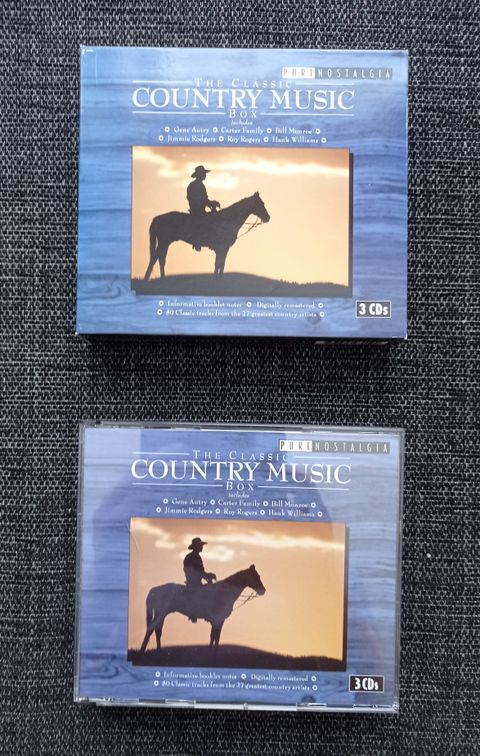 PURE NOSTALGIA
THE CLASSIC
COUNTRY MUSIC
BOX
includes
Gene Autry Carter Family Bill Monroe
Jimmie Rodgers Roy Rogers Hank Williams
Informative booklet notes Digitally remastered
80 Classic tracks from the 27 greatest country artists
3 CDs
PURE NOSTALGIA
THE CLASSIC
COUNTRY MUSIC
BOX
includes
Gene Autry Carter Family Bill Monroe
Jimmie Rodgers Roy Rogers Hank Williams
Informative booklet notes Digitally remastered
80 Classic tracks from the 27 greatest country artists
3 CDs